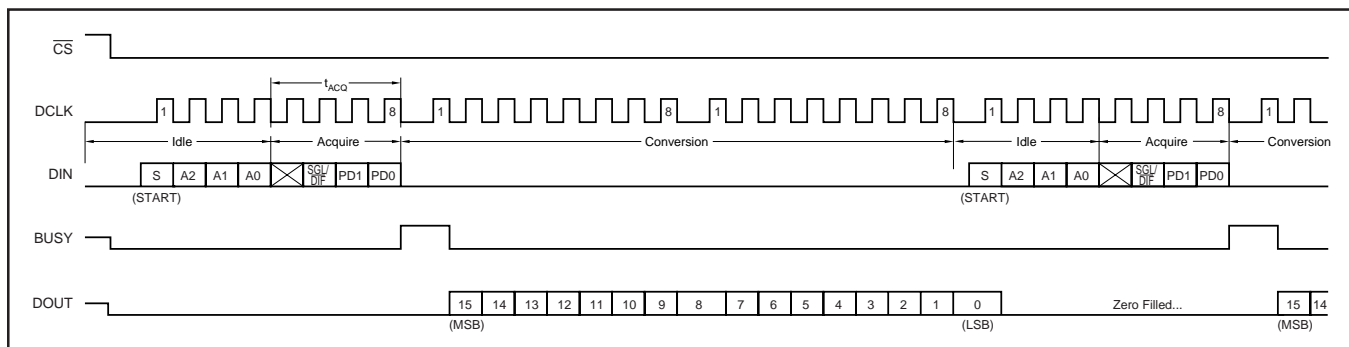 CS
tACQ
DCLK 1 8 1 8 1 8 1 8 1
Idle Acquire Conversion Idle Acquire Conversion
DIN S A2 A1 A0 SGL/DIF PD1 PD0 S A2 A1 A0 SGL/DIF PD1 PD0
(START) (START)
BUSY
DOUT 15 14 13 12 11 10 9 8 7 6 5 4 3 2 1 0 Zero Filled... 15 14
(MSB) (LSB) (MSB)